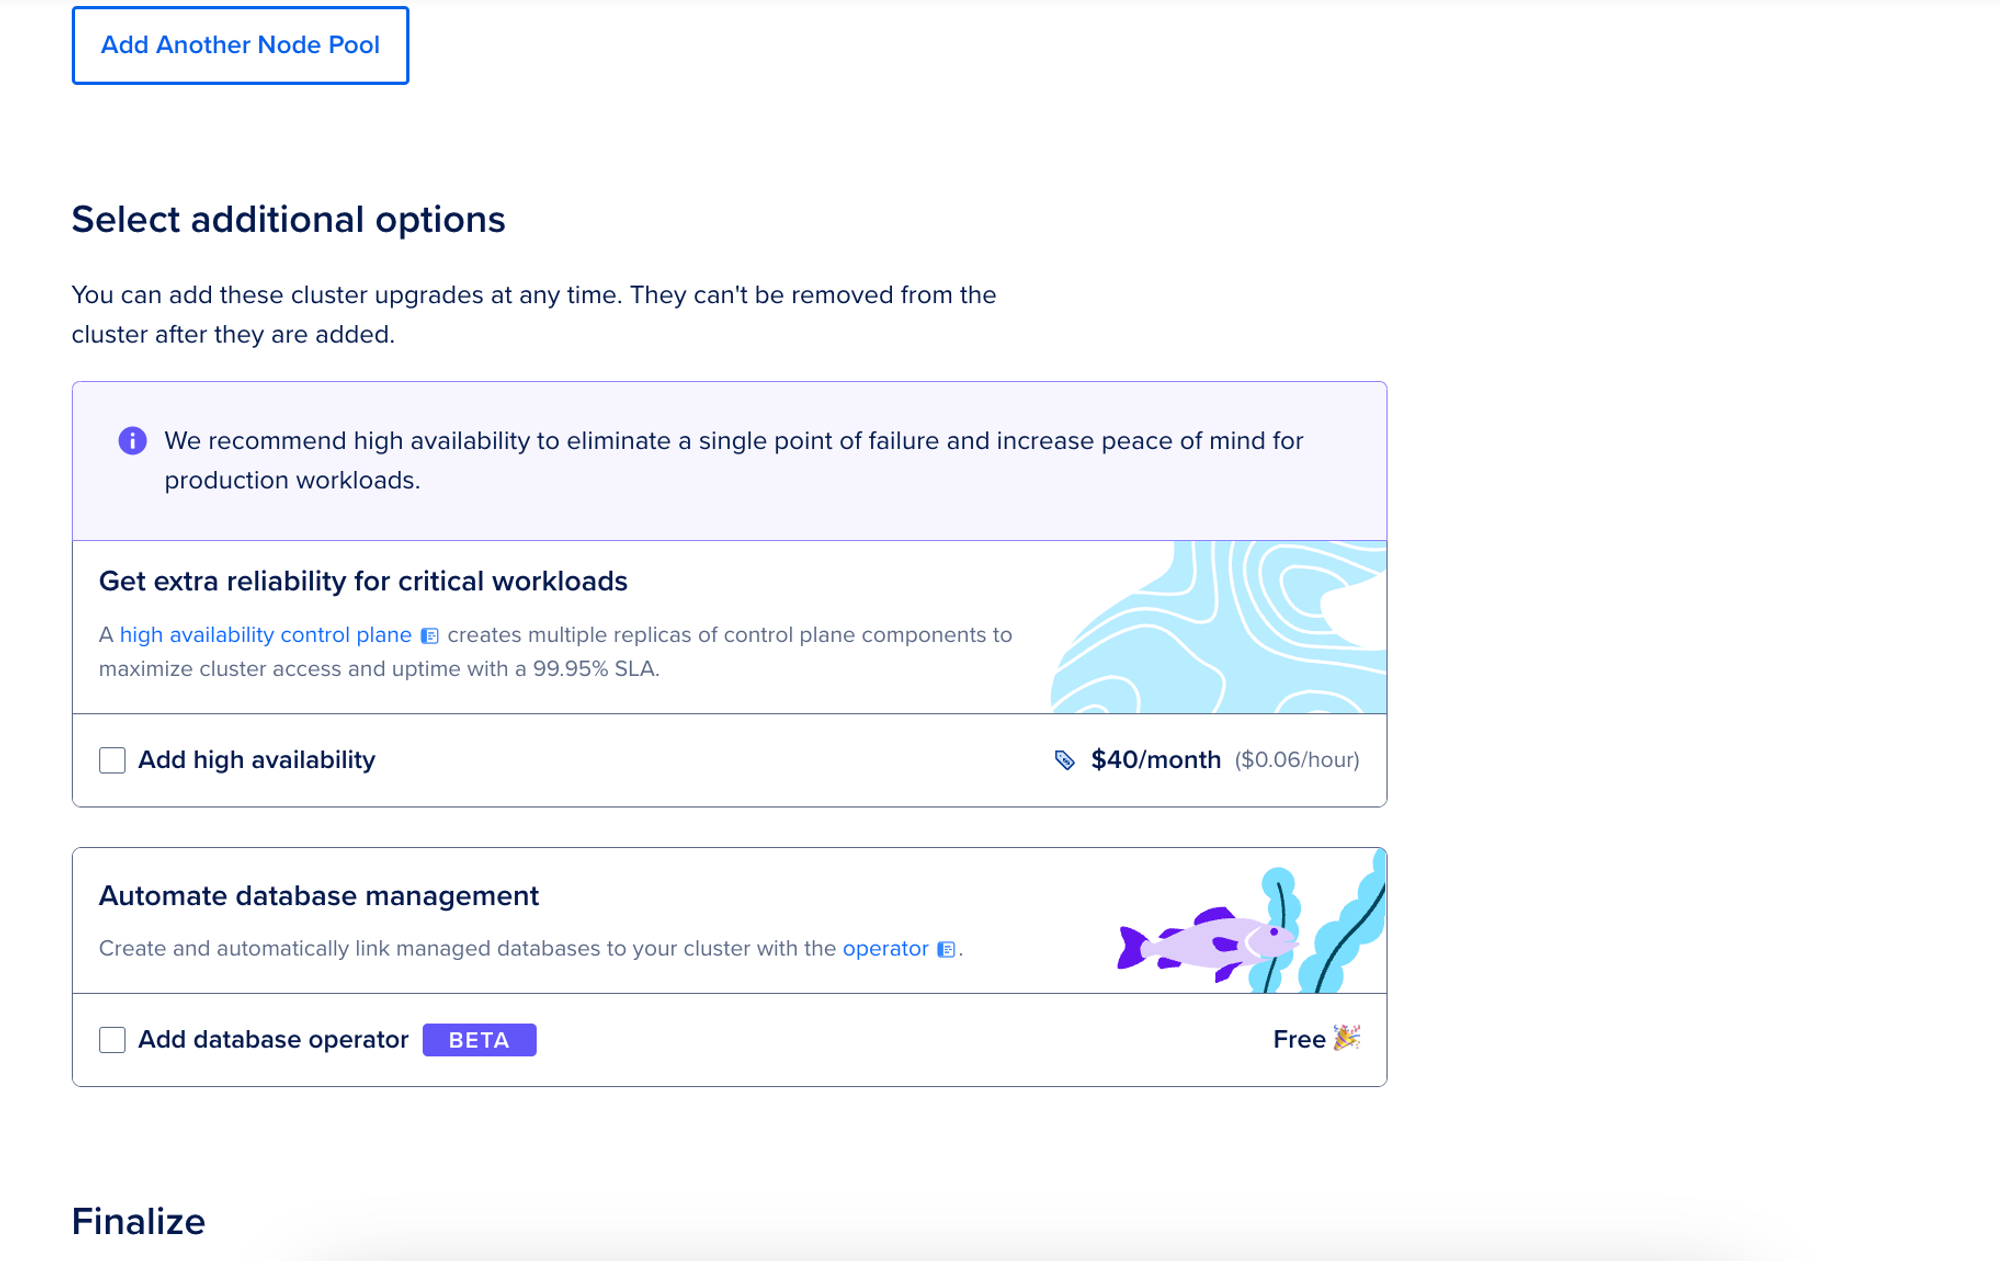 Add Another Node Pool
Select additional options
You can add these cluster upgrades at any time. They can't be removed from the
cluster after they are added.
We recommend high availability to eliminate a single point of failure and increase peace of mind for
production workloads.
Get extra reliability for critical workloads
A high availability control plane creates multiple replicas of control plane components to
maximize cluster access and uptime with a 99.95% SLA.
Add high availability $40/month ($0.06/hour)
Automate database management
Create and automatically link managed databases to your cluster with the operator .
Add database operator BETA Free 🎉
Finalize